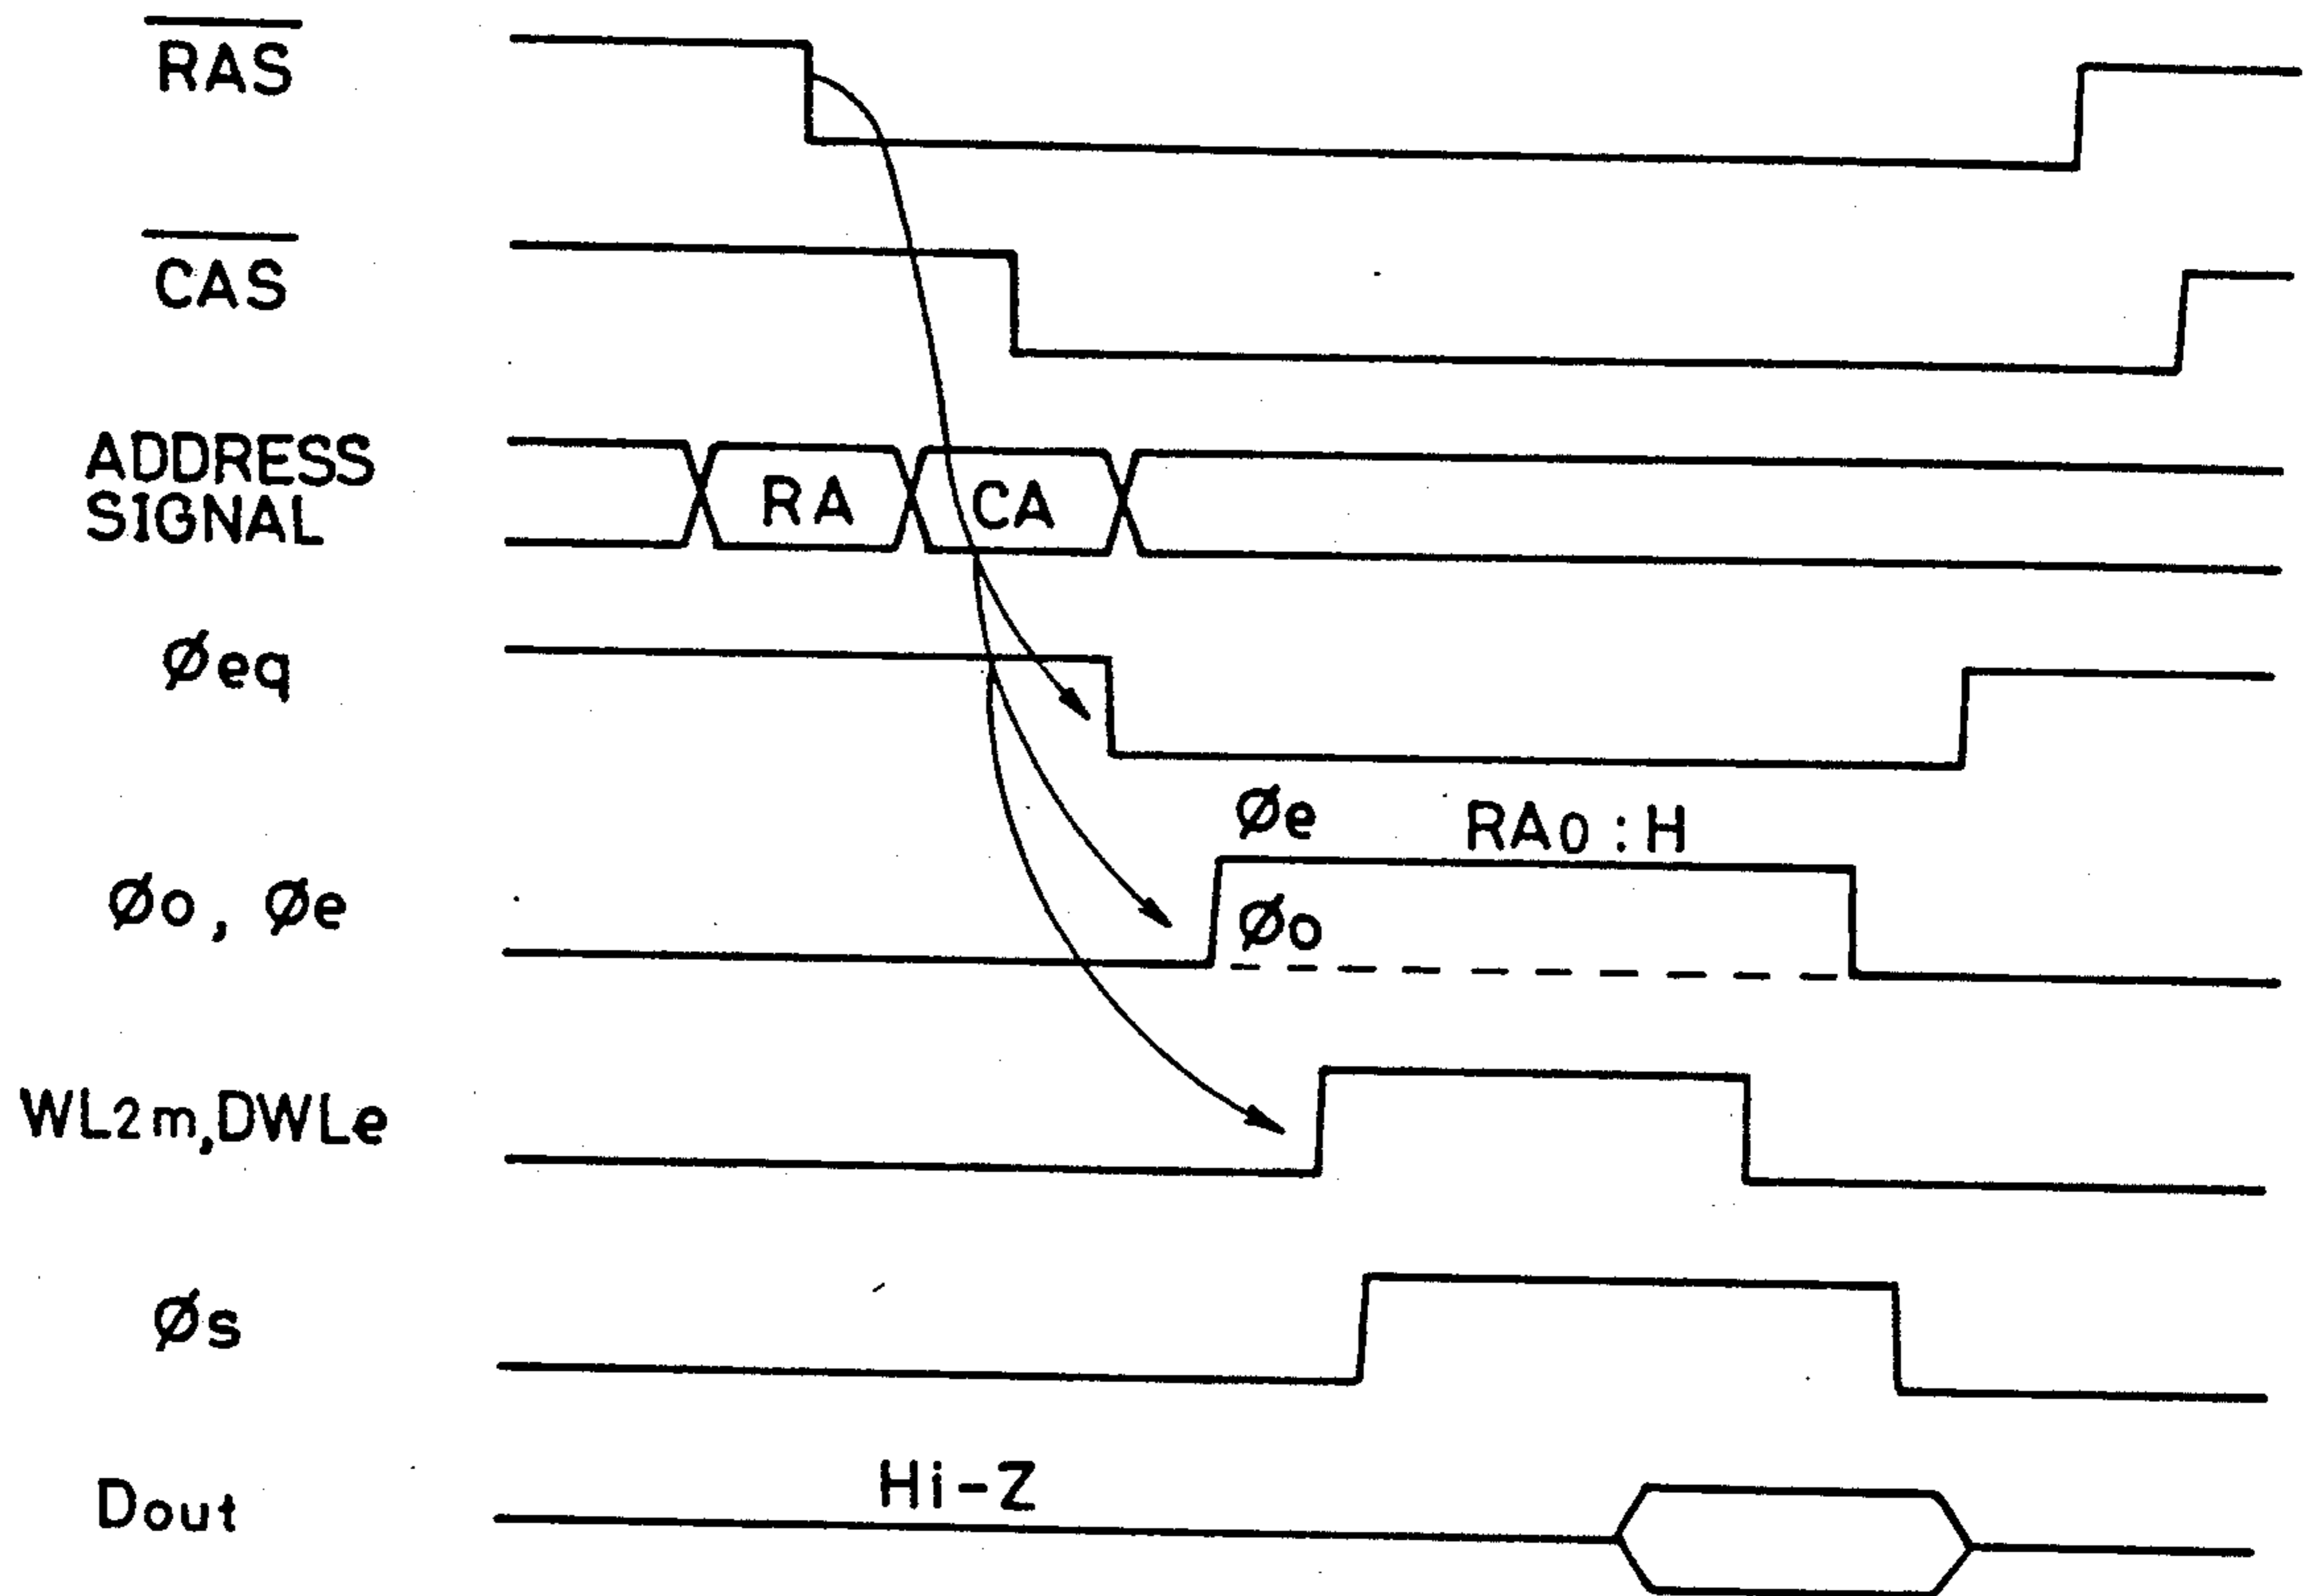 RAS
CAS
ADDRESS
SIGNAL
RA
CA
Øeq
Øe
RA0 : H
Øo, Øe
Øo
WL2m,DWLe
Øs
Hi-Z
Dout